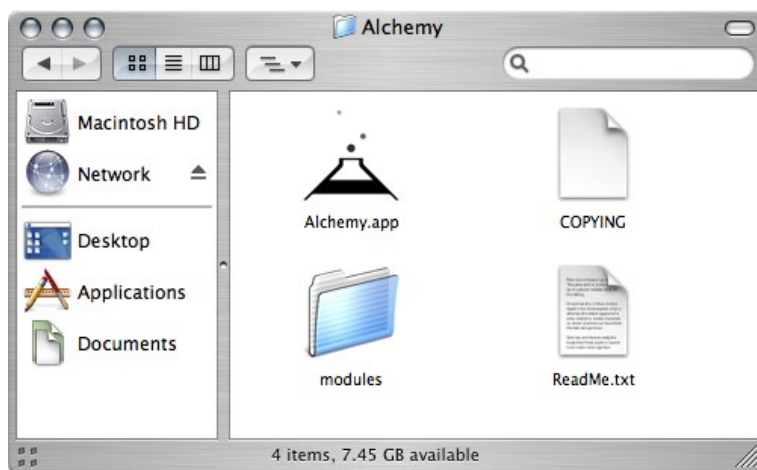 Alchemy
Macintosh HD
Network
Desktop
Applications
Documents
Alchemy.app
COPYING
modules
ReadMe.txt
4 items, 7.45 GB available